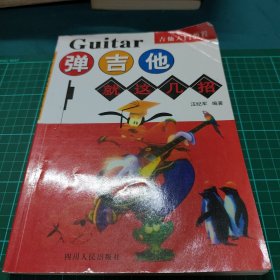 Guitar
吉他入门教程
弹吉他
就这几招
汪纪军 编著
四川人民出版社